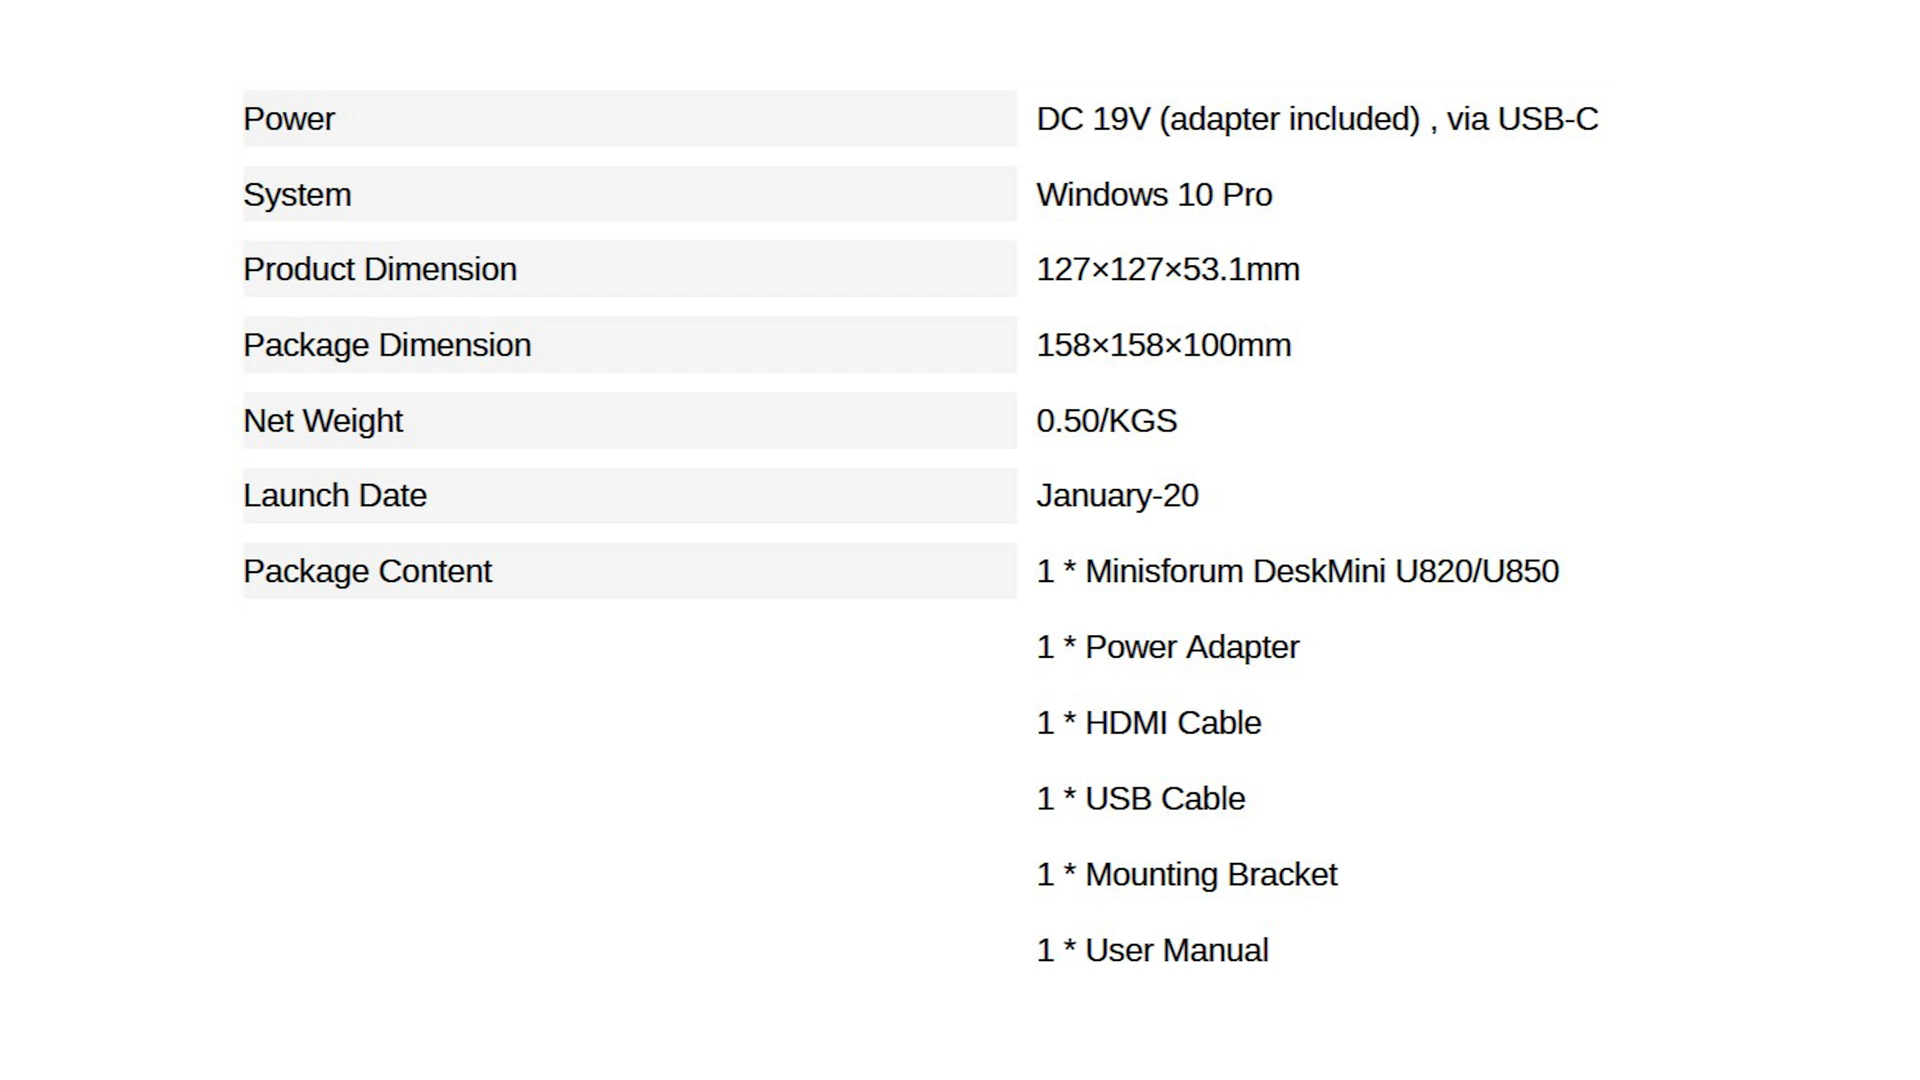 Power DC 19V (adapter included) , via USB-C
System Windows 10 Pro
Product Dimension 127×127×53.1mm
Package Dimension 158×158×100mm
Net Weight 0.50/KGS
Launch Date January-20
Package Content 1 * Minisforum DeskMini U820/U850
1 * Power Adapter
1 * HDMI Cable
1 * USB Cable
1 * Mounting Bracket
1 * User Manual